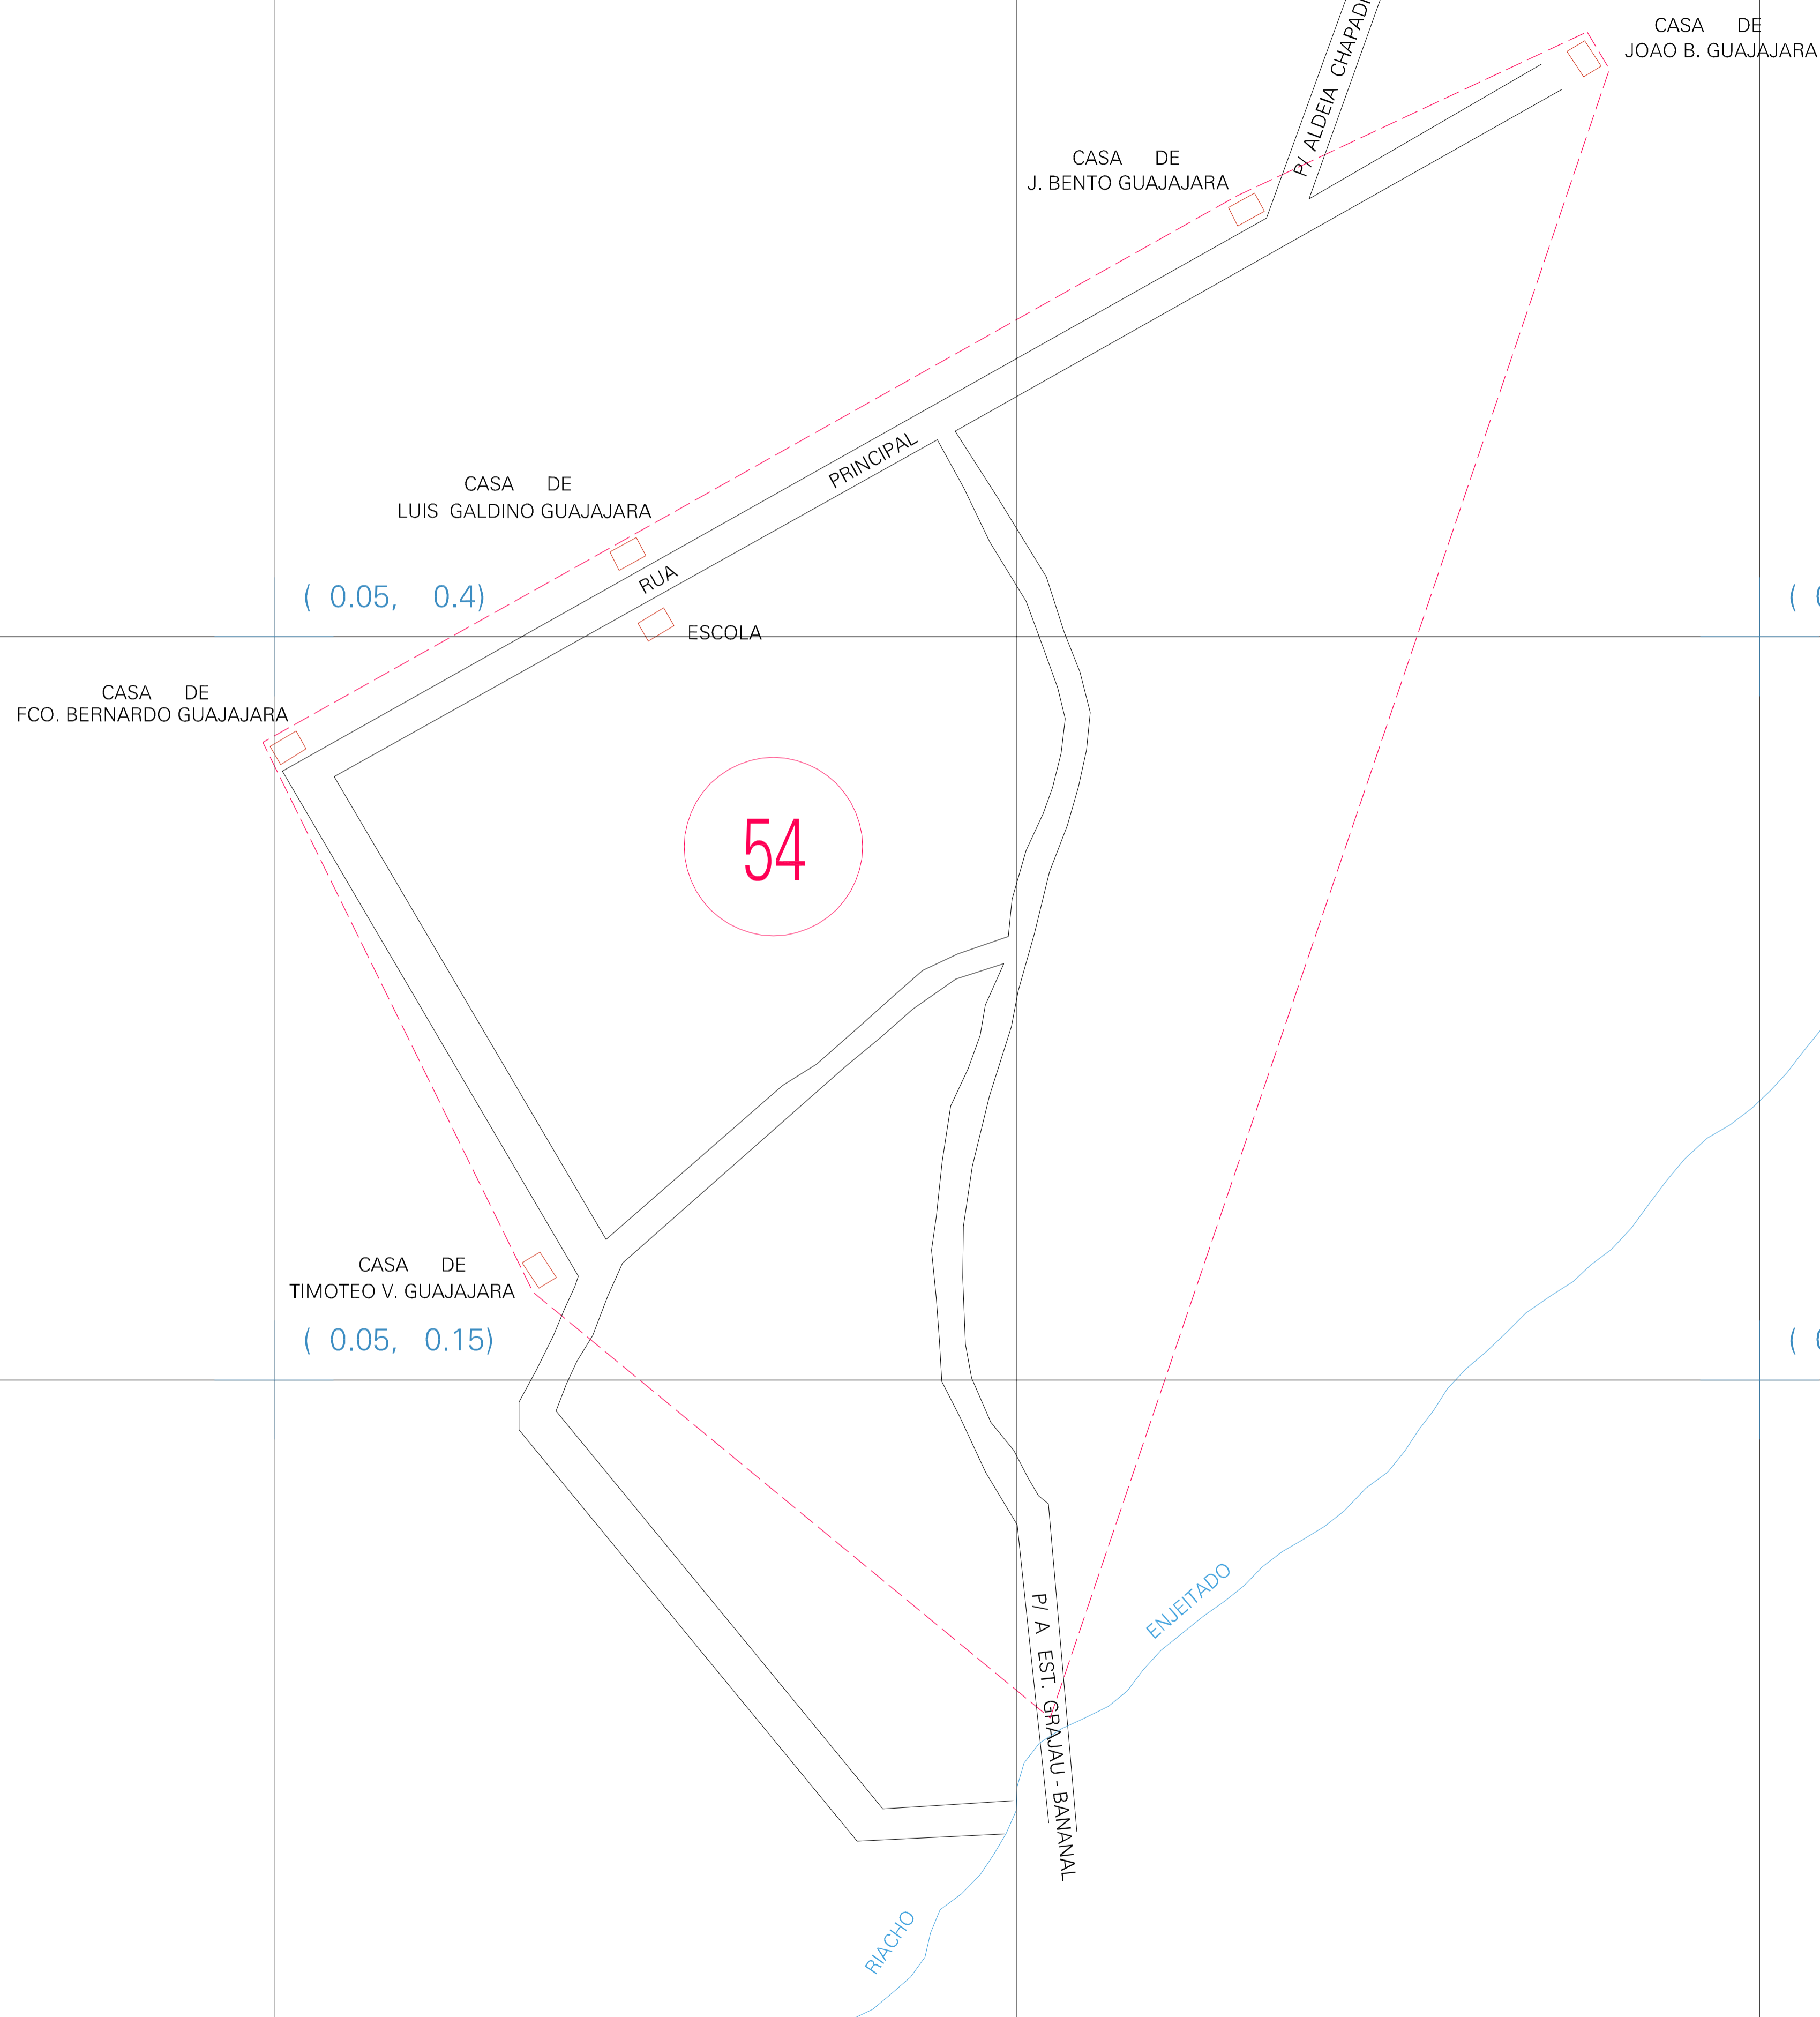 CASA DE
JOAO B. GUAJAJARA
P/ ALDEIA
CASA DE
J. BENTO GUAJAJARA
RUA PRINCIPAL
CASA DE
LUIS GALDINO GUAJAJARA
( 0.05, 0.4)
ESCOLA
CASA DE
FCO. BERNARDO GUAJAJARA
54
CASA DE
TIMOTEO V. GUAJAJARA
( 0.05, 0.15)
P/ A EST. GRAJAU - BANANAL
RIACHO ENJEITADO